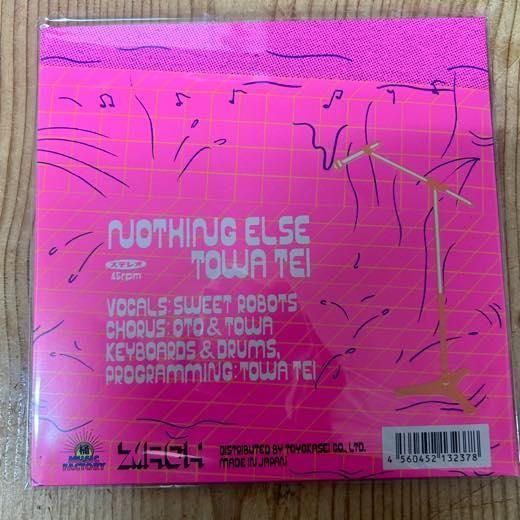 NOTHING ELSE
TOWA TEI
ステレオ
45rpm
VOCALS: SWEET ROBOTS
CHORUS: OTO & TOWA
KEYBOARDS & DRUMS,
PROGRAMMING: TOWA TEI
MUSIC
FACTORY
MACH
DISTRIBUTED BY TOYOKASEI CO., LTD.
MADE IN JAPAN
4 560452 132378